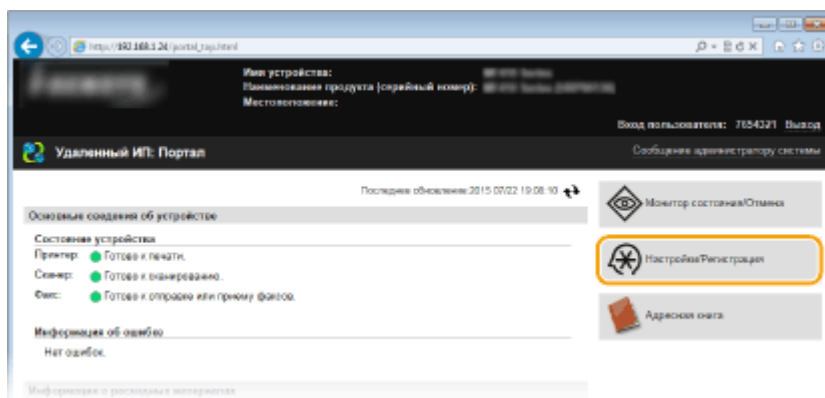 http://192.168.1.24/portal_top.html
Имя устройства:
Наименование продукта (серийный номер):
Местоположение:
Вход пользователя: 7654321 Выход
Удаленный ИП: Портал
Сообщение администратору системы
Последнее обновление:2015 07/22 19:08:10
Основные сведения об устройстве
Состояние устройства
Принтер: Готово к печати.
Сканер: Готово к сканированию.
Факс: Готово к отправке или приему факсов.
Информация об ошибке
Нет ошибок.
Информация о расходных материалах
Монитор состояния/Отмена
Настройки/Регистрация
Адресная книга